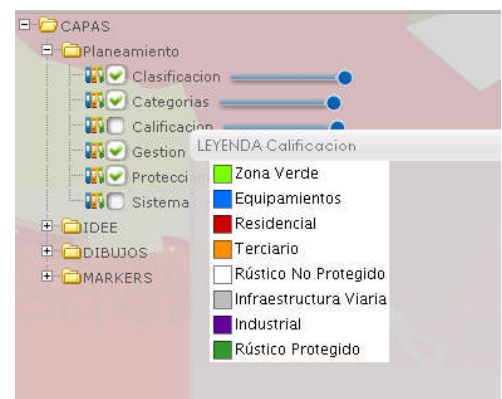 CAPAS
Planeamiento
Clasificacion
Categorias
Calificacion
LEYENDA Calificacion
Gestion
Zona Verde
Protecci
Equipamientos
Sistema
Residencial
IDEE
Terciario
DIBUJOS
Rústico No Protegido
MARKERS
Infraestructura Viaria
Industrial
Rústico Protegido